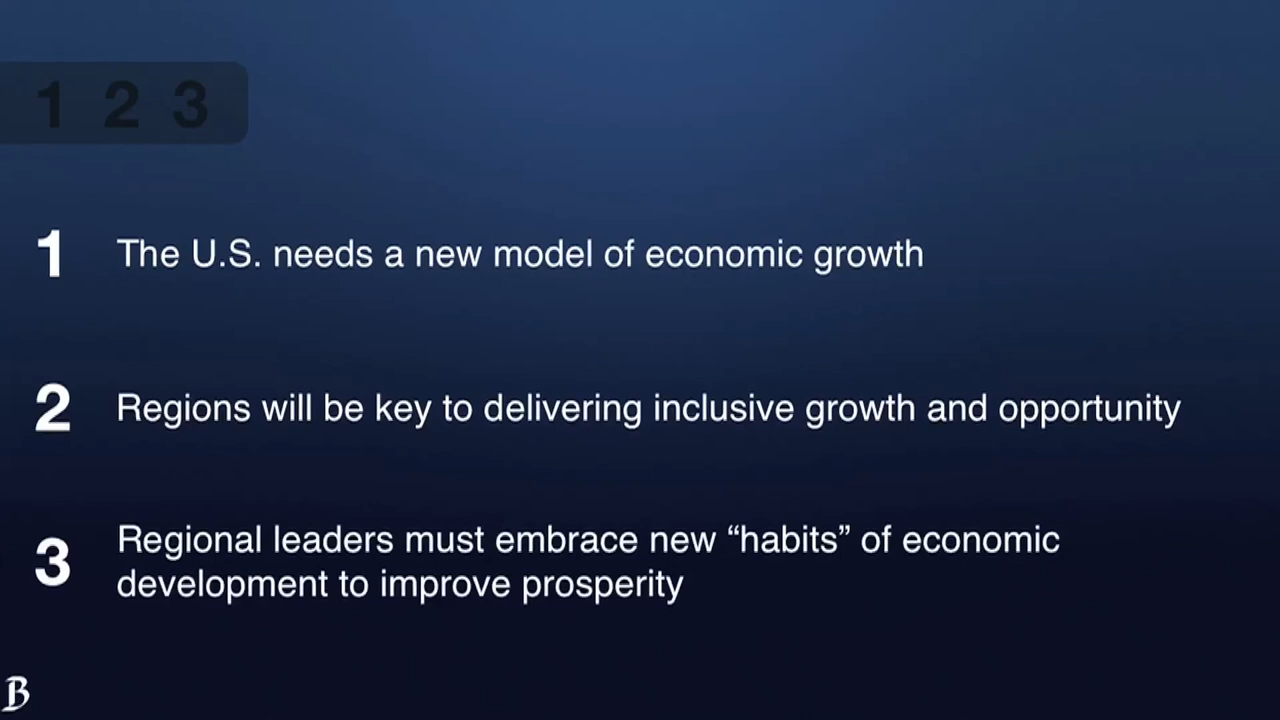 1 2 3
1 The U.S. needs a new model of economic growth
2 Regions will be key to delivering inclusive growth and opportunity
3 Regional leaders must embrace new “habits” of economic
development to improve prosperity
B